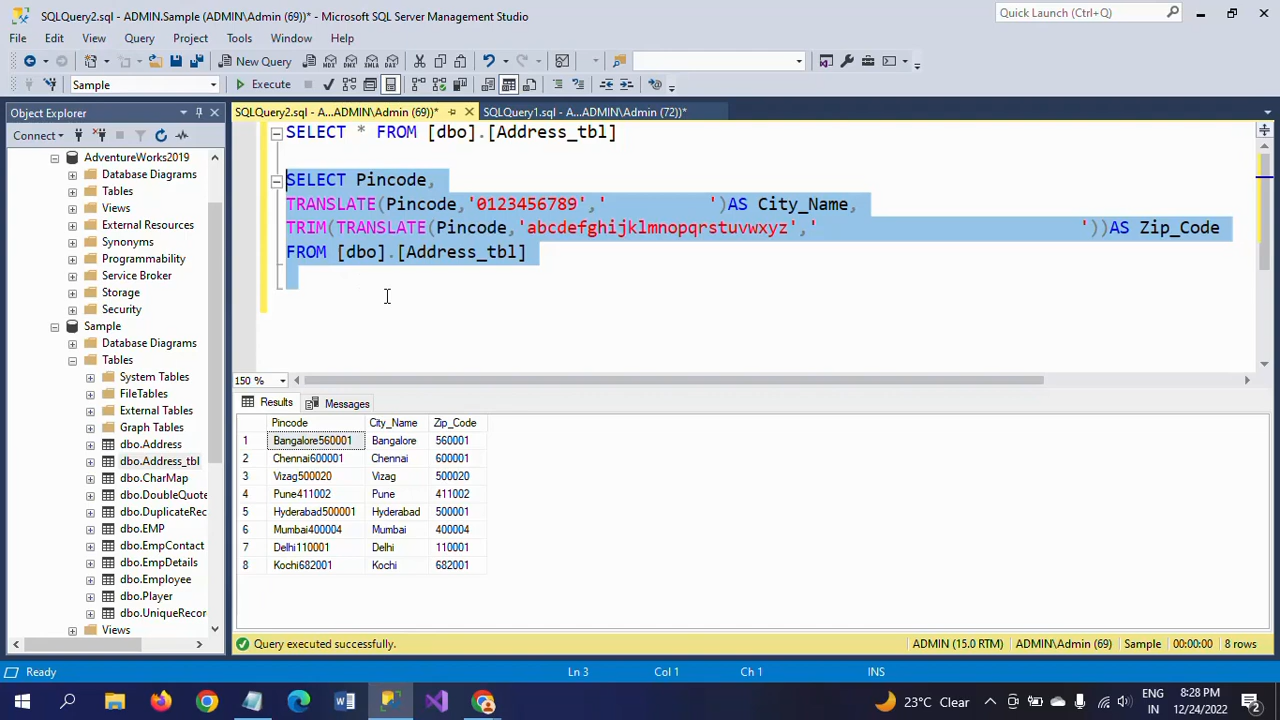 SQLQuery2.sql - ADMIN.Sample (ADMIN\Admin (69))* - Microsoft SQL Server Management Studio
Quick Launch (Ctrl+Q)
File Edit View Query Project Tools Window Help
New Query
Sample Execute
Object Explorer
SQLQuery2.sql - A...ADMIN\Admin (69))* SQLQuery1.sql - A...ADMIN\Admin (72))*
Connect
AdventureWorks2019
Database Diagrams
Tables
Views
External Resources
Synonyms
Programmability
Service Broker
Storage
Security
Sample
Database Diagrams
Tables
System Tables
FileTables
External Tables
Graph Tables
dbo.Address
dbo.Address_tbl
dbo.CharMap
dbo.DoubleQuote
dbo.DuplicateRec
dbo.EMP
dbo.EmpContact
dbo.EmpDetails
dbo.Employee
dbo.Player
dbo.UniqueRecor
Views
SELECT * FROM [dbo].[Address_tbl]
SELECT Pincode,
TRANSLATE(Pincode,'0123456789','          ')AS City_Name,
TRIM(TRANSLATE(Pincode,'abcdefghijklmnopqrstuvwxyz','                          '))AS Zip_Code
FROM [dbo].[Address_tbl]
150 %
Results Messages
Pincode City_Name Zip_Code
1 Bangalore560001 Bangalore 560001
2 Chennai600001 Chennai 600001
3 Vizag500020 Vizag 500020
4 Pune411002 Pune 411002
5 Hyderabad500001 Hyderabad 500001
6 Mumbai400004 Mumbai 400004
7 Delhi110001 Delhi 110001
8 Kochi682001 Kochi 682001
Query executed successfully. ADMIN (15.0 RTM) ADMIN\Admin (69) Sample 00:00:00 8 rows
Ready Ln 3 Col 1 Ch 1 INS
23°C Clear ENG IN 8:28 PM 12/24/2022 2